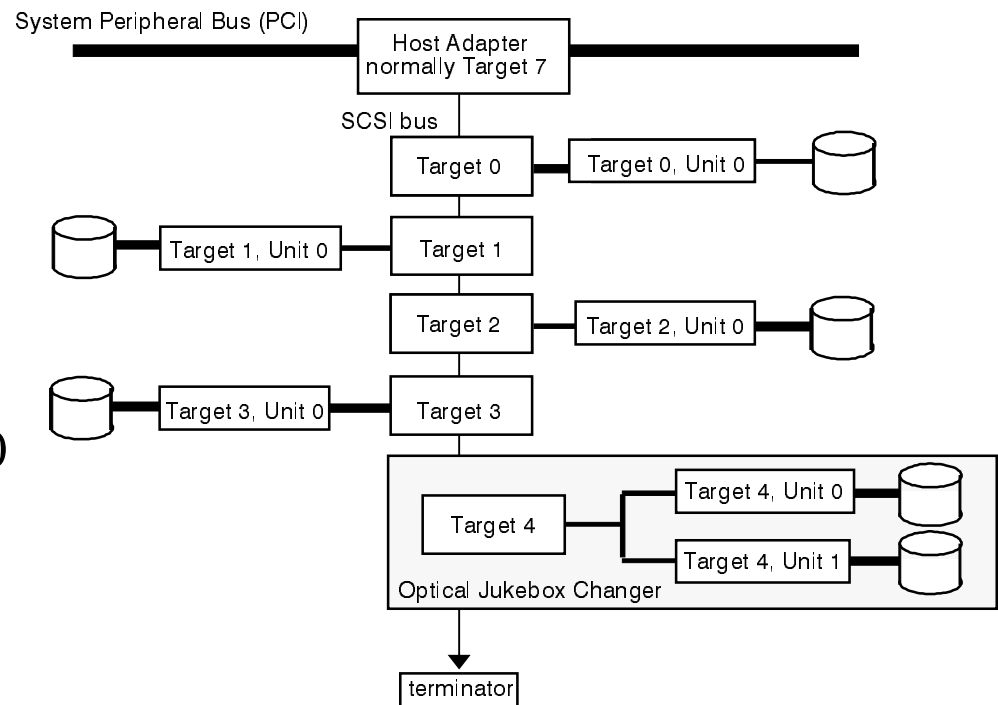 System Peripheral Bus (PCI)
Host Adapter
normally Target 7
SCSI bus
Target 0
Target 0, Unit 0
Target 1, Unit 0
Target 1
Target 2
Target 2, Unit 0
Target 3, Unit 0
Target 3
)
Target 4, Unit 0
Target 4
Target 4, Unit 1
Optical Jukebox Changer
terminator